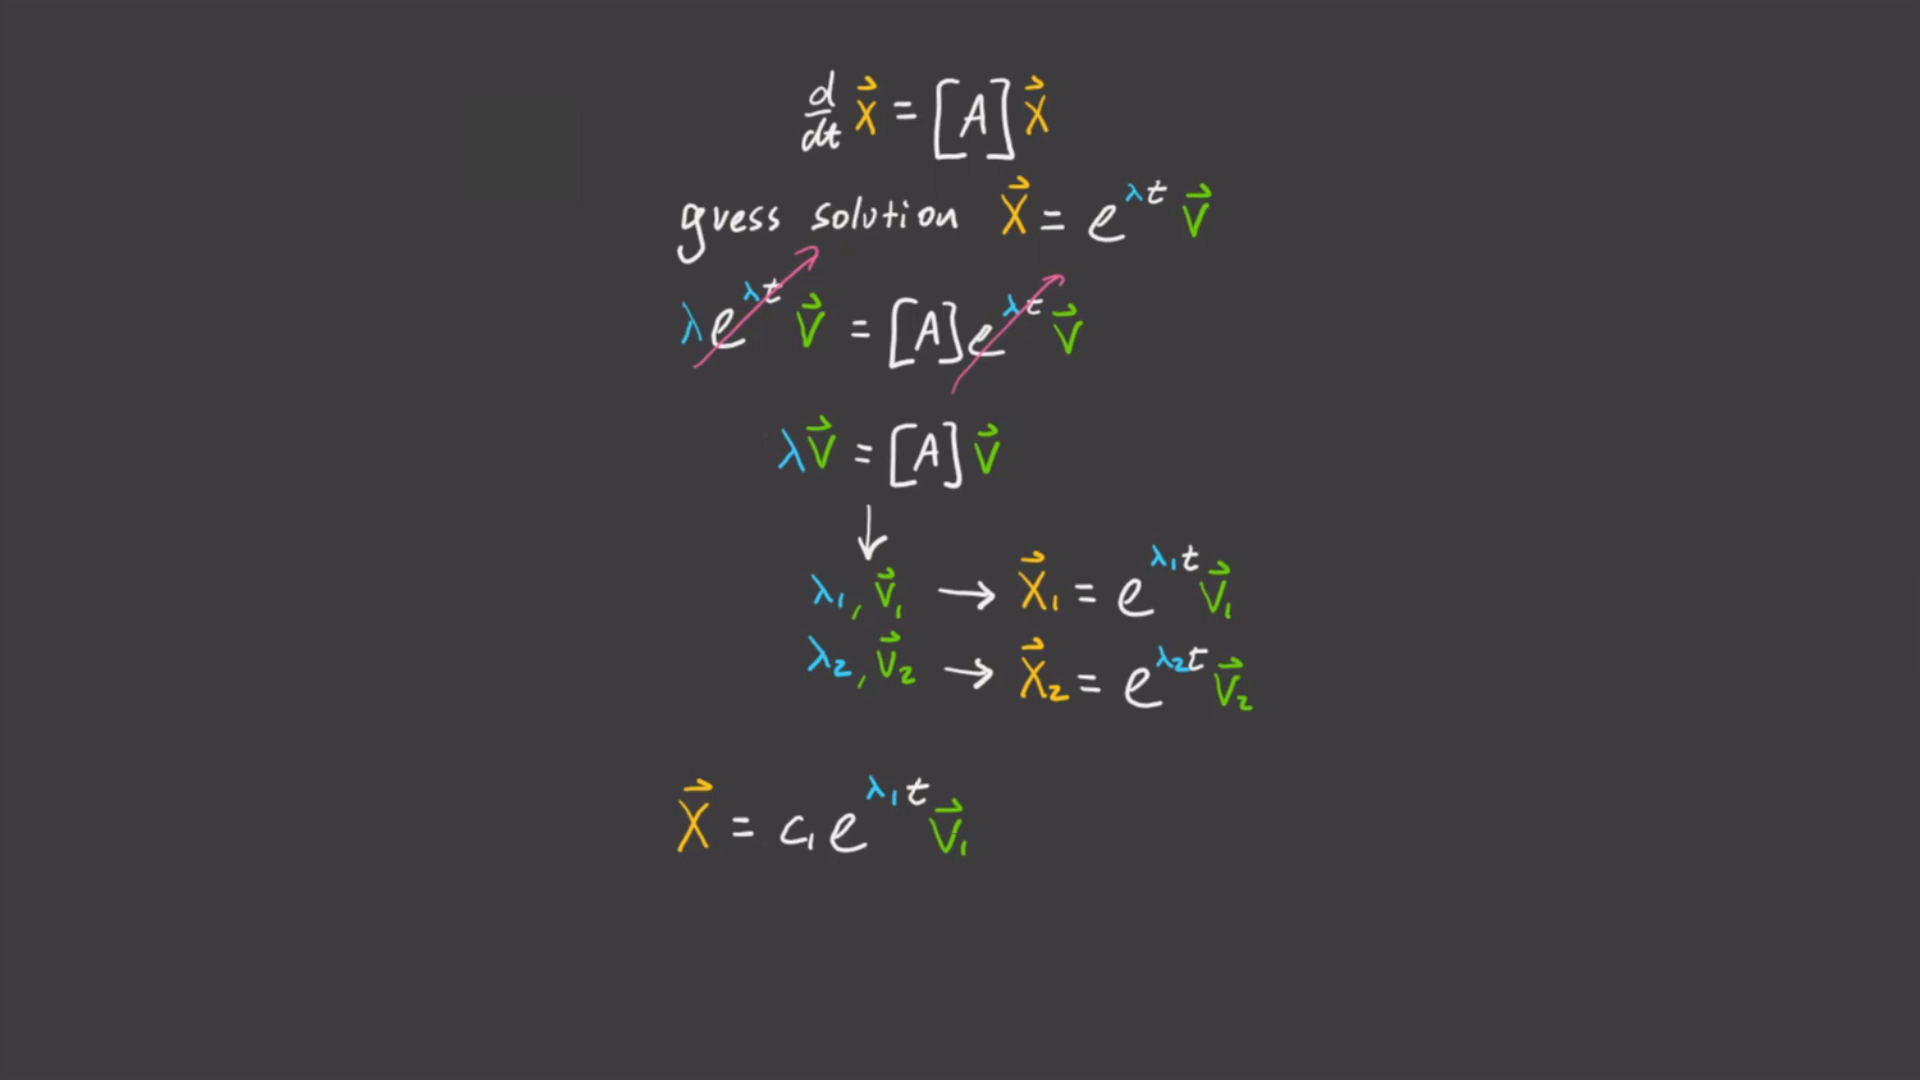 d/dt x⃗ = [A] x⃗
guess solution x⃗ = e^{λt} v⃗
λe^{λt} v⃗ = [A]e^{λt} v⃗
λv⃗ = [A] v⃗
↓
λ₁, v⃗₁ → x⃗₁ = e^{λ₁t} v⃗₁
λ₂, v⃗₂ → x⃗₂ = e^{λ₂t} v⃗₂
x⃗ = c₁ e^{λ₁t} v⃗₁